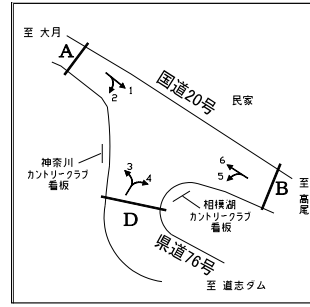 至 大月
A
国道20号
民家
1
2
6
5
至
高尾
B
神奈川
カントリークラブ
看板
3
4
相模湖
カントリークラブ
看板
D
県道76号
至 道志ダム